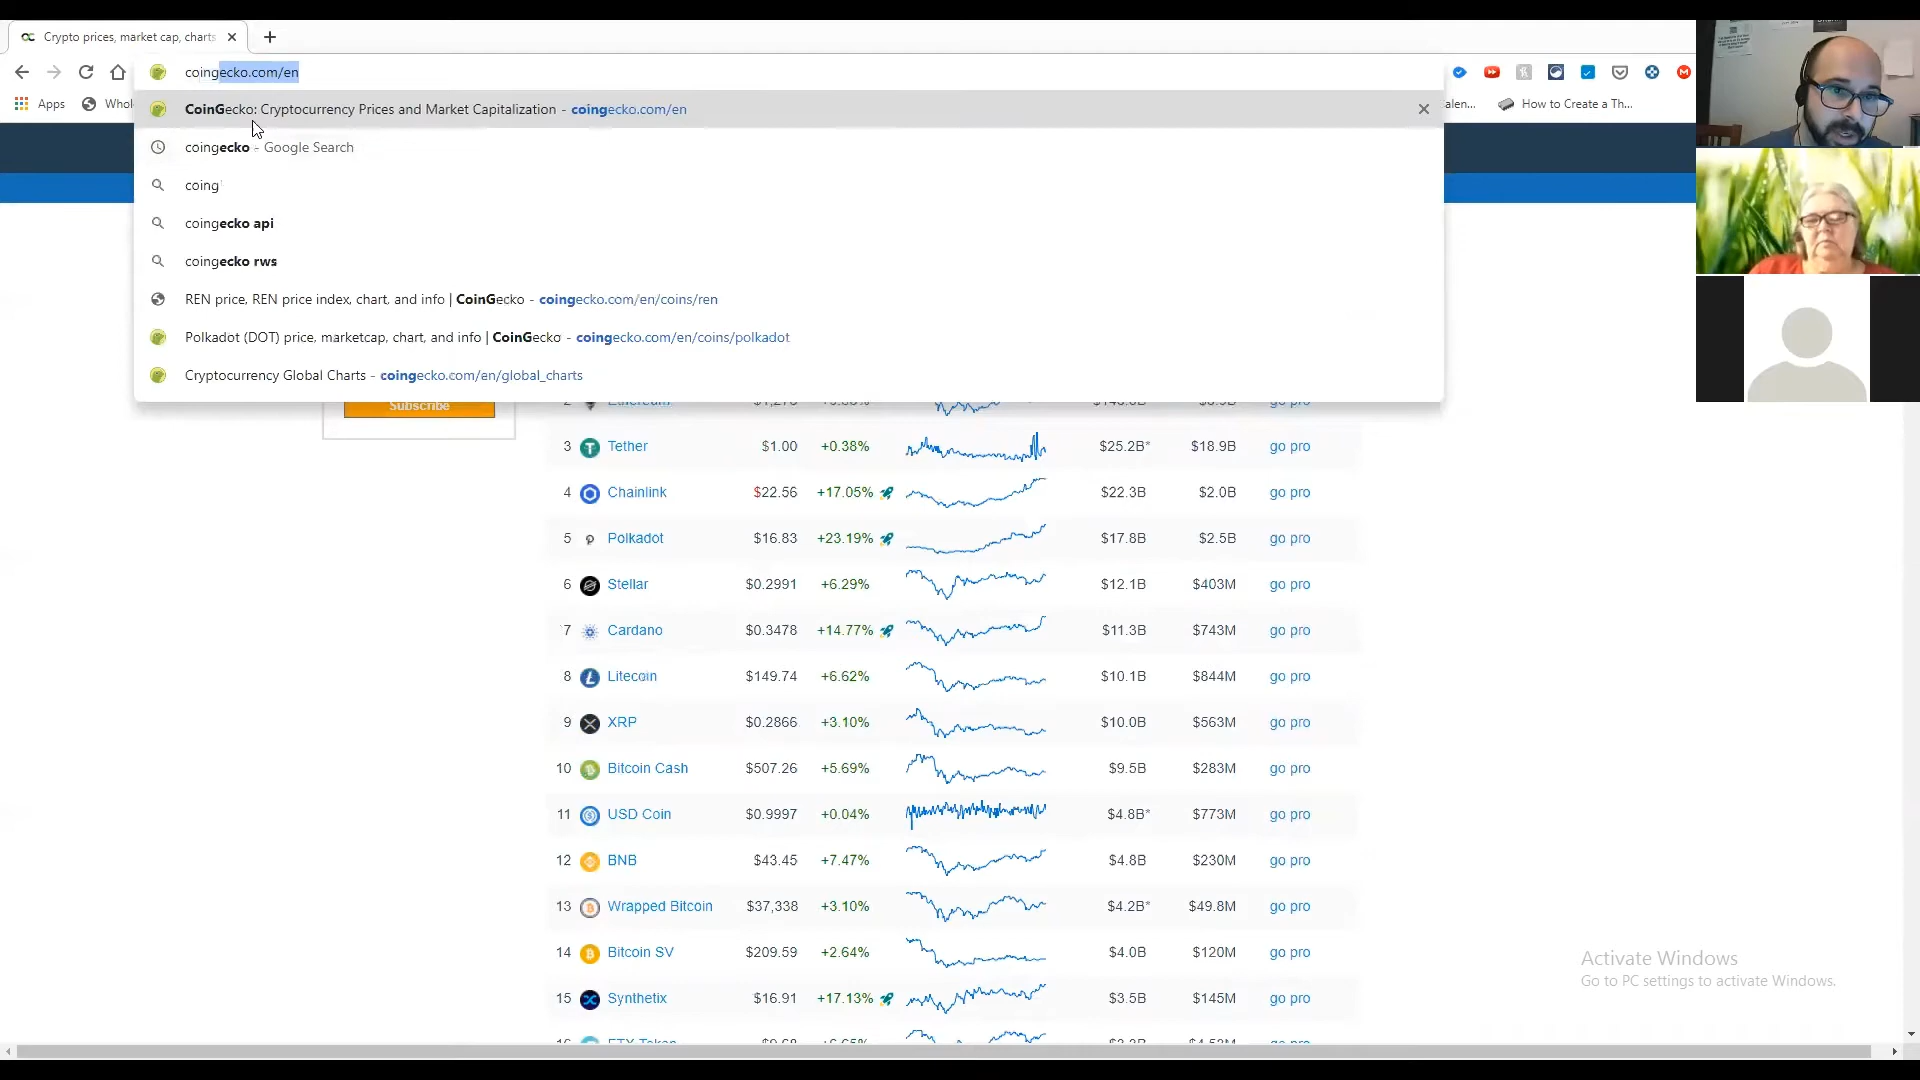 Crypto prices, market cap, charts
coingecko.com/en
Apps
Whol
alen...
How to Create a Th...
CoinGecko: Cryptocurrency Prices and Market Capitalization - coingecko.com/en
coingecko - Google Search
coing
coingecko api
coingecko rws
REN price, REN price index, chart, and info | CoinGecko - coingecko.com/en/coins/ren
Polkadot (DOT) price, marketcap, chart, and info | CoinGecko - coingecko.com/en/coins/polkadot
Cryptocurrency Global Charts - coingecko.com/en/global_charts
Subscribe
3 Tether $1.00 +0.38% $25.2B* $18.9B go pro
4 Chainlink $22.56 +17.05% $22.3B $2.0B go pro
5 Polkadot $16.83 +23.19% $17.8B $2.5B go pro
6 Stellar $0.2991 +6.29% $12.1B $403M go pro
7 Cardano $0.3478 +14.77% $11.3B $743M go pro
8 Litecoin $149.74 +6.62% $10.1B $844M go pro
9 XRP $0.2866 +3.10% $10.0B $563M go pro
10 Bitcoin Cash $507.26 +5.69% $9.5B $283M go pro
11 USD Coin $0.9997 +0.04% $4.8B* $773M go pro
12 BNB $43.45 +7.47% $4.8B $230M go pro
13 Wrapped Bitcoin $37,338 +3.10% $4.2B* $49.8M go pro
14 Bitcoin SV $209.59 +2.64% $4.0B $120M go pro
15 Synthetix $16.91 +17.13% $3.5B $145M go pro
Activate Windows
Go to PC settings to activate Windows.